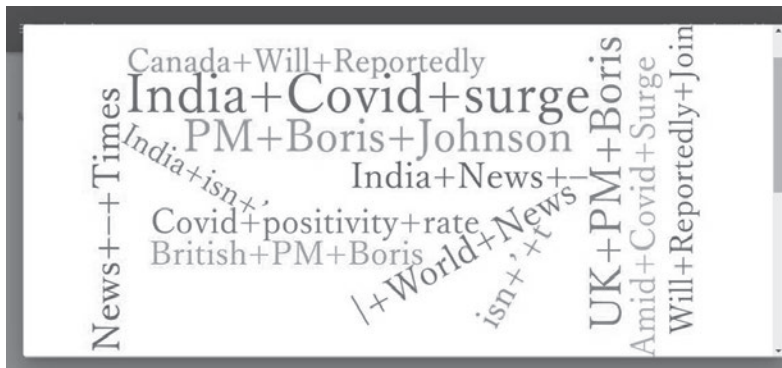 Canada+Will+Reportedly
India+Covid+surge
PM+Boris+Johnson
India+isn+'
India+News+–
Covid+positivity+rate
British+PM+Boris
|+World+News
isn+'+t
News+–+Times
UK+PM+Boris
Amid+Covid+Surge
Will+Reportedly+Join